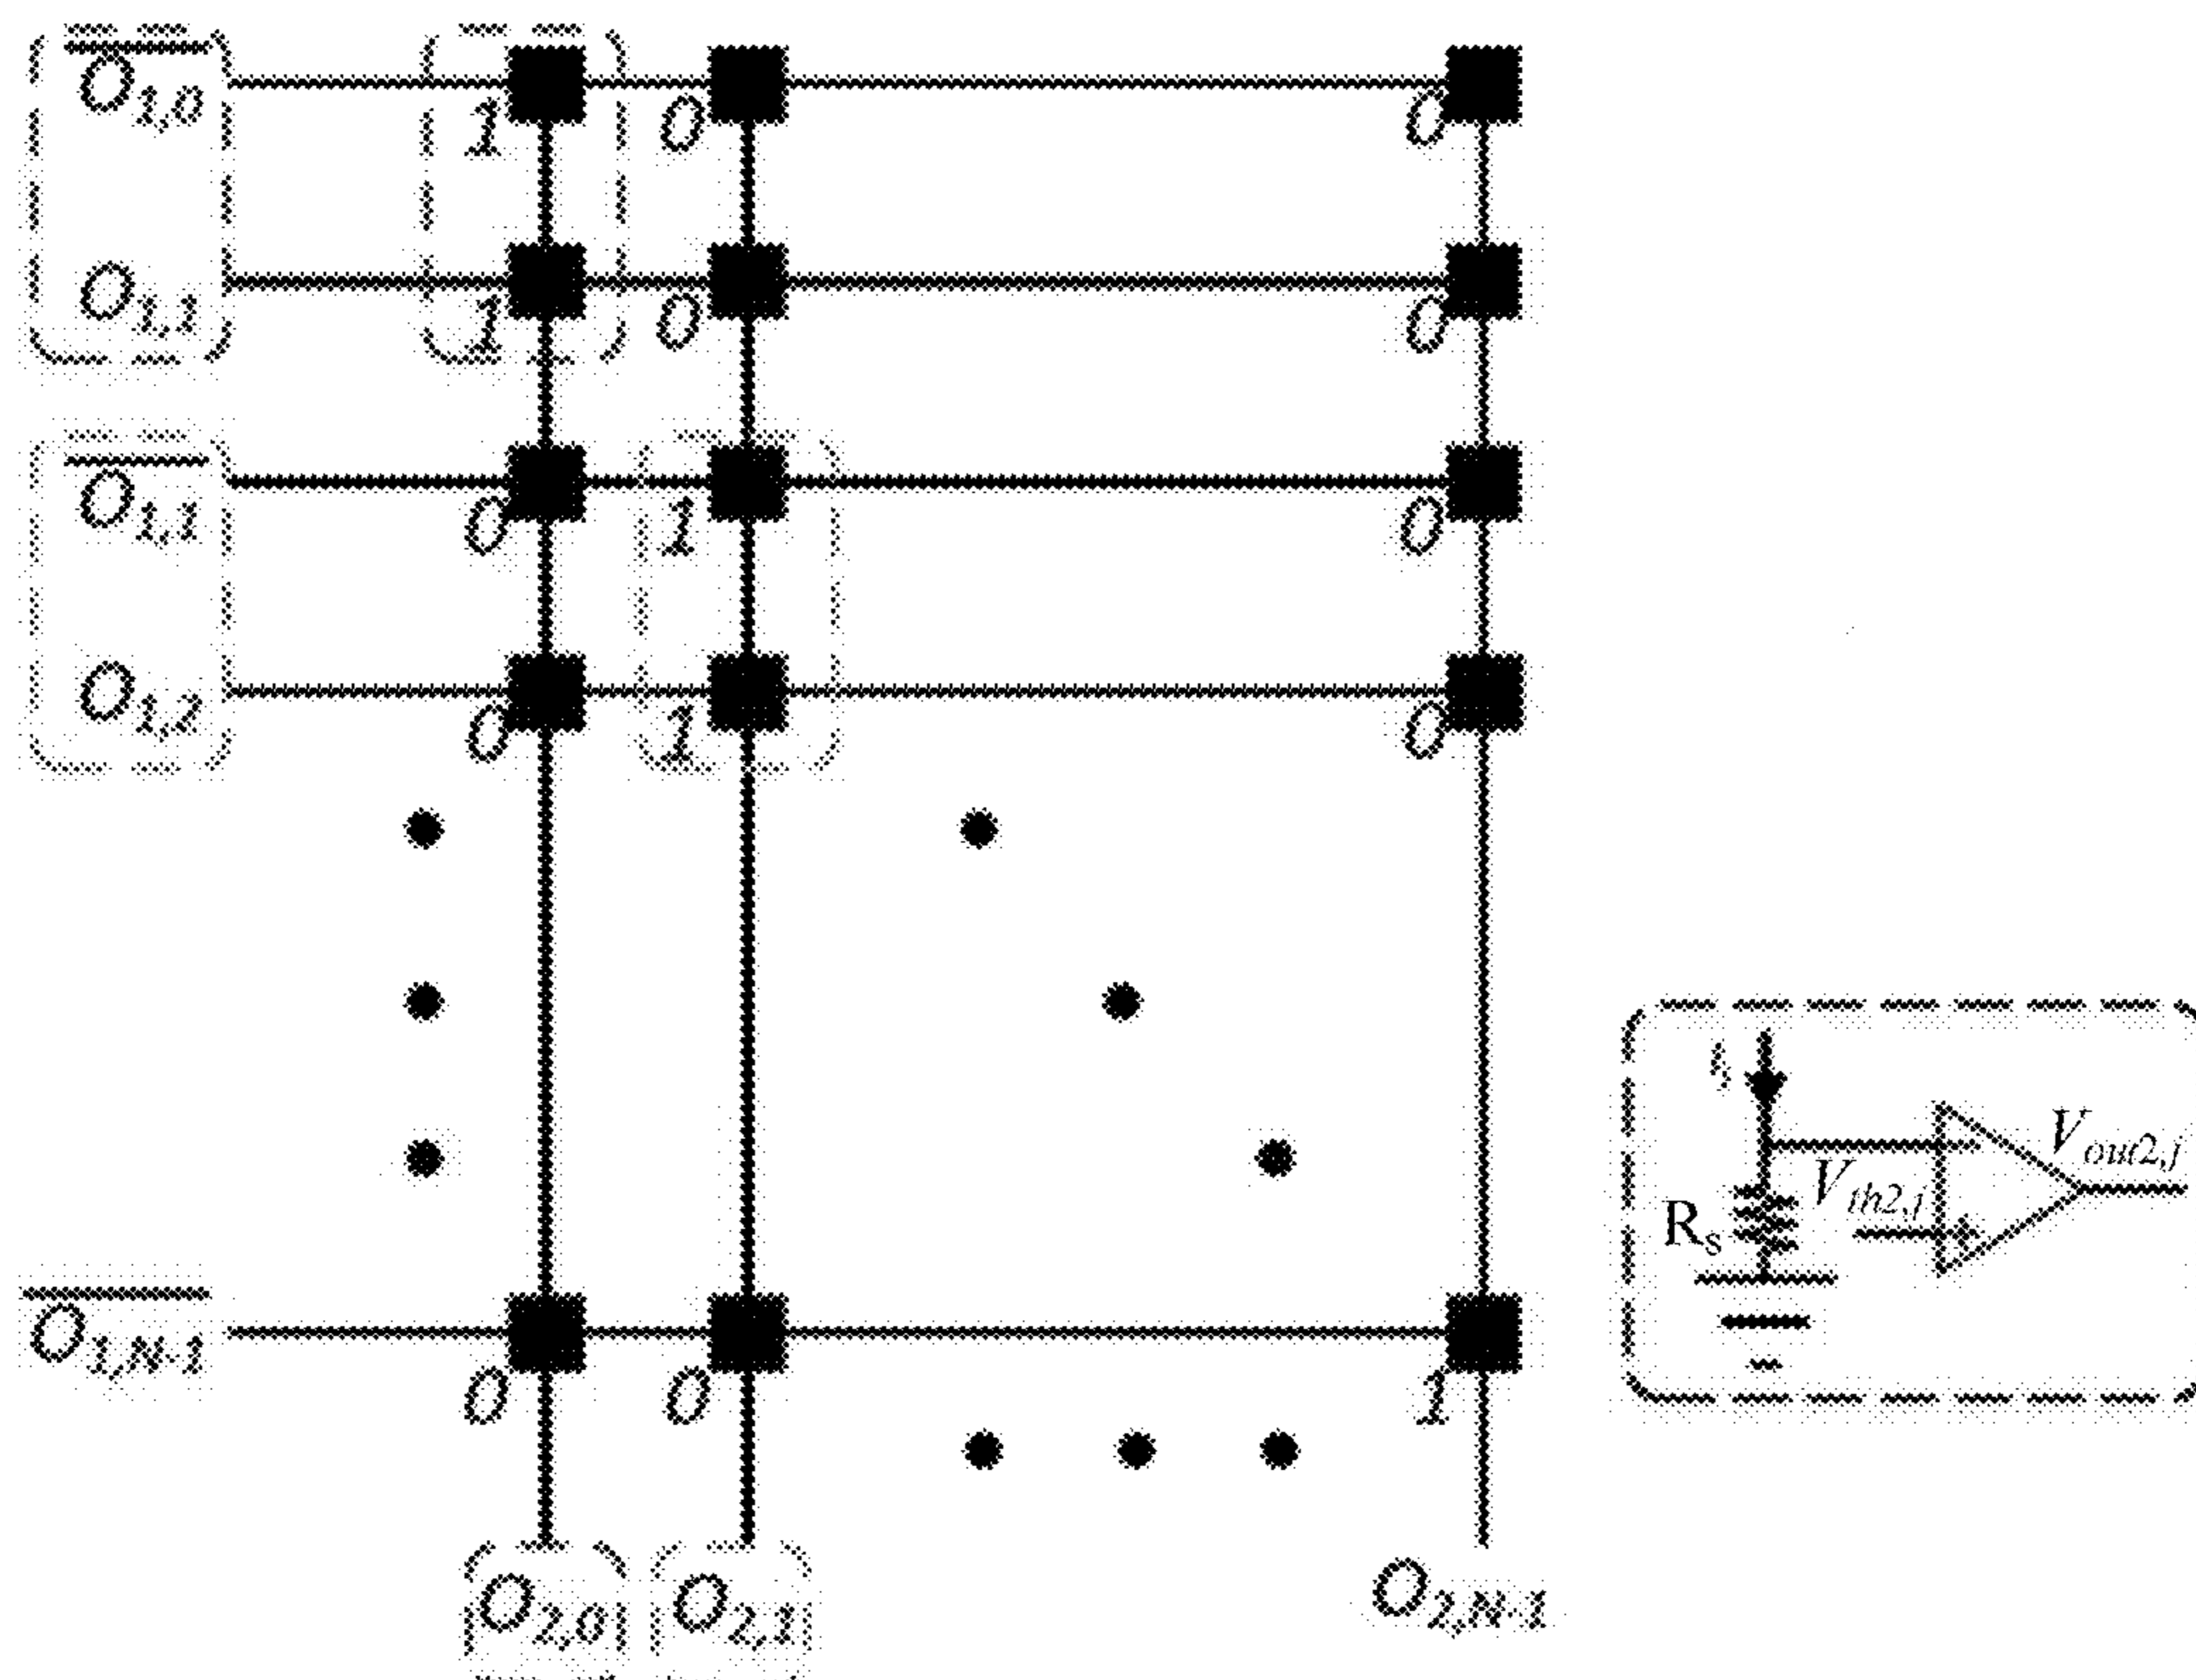 O̅1,0
1 0 0
O1,1
1 0 0
O̅1,1
0 1 0
O1,2
0 1 0
O̅1,N-1
0 0 1
O2,0 O2,1 O2,N-1
Vout2,j
Vth2,j
Rs